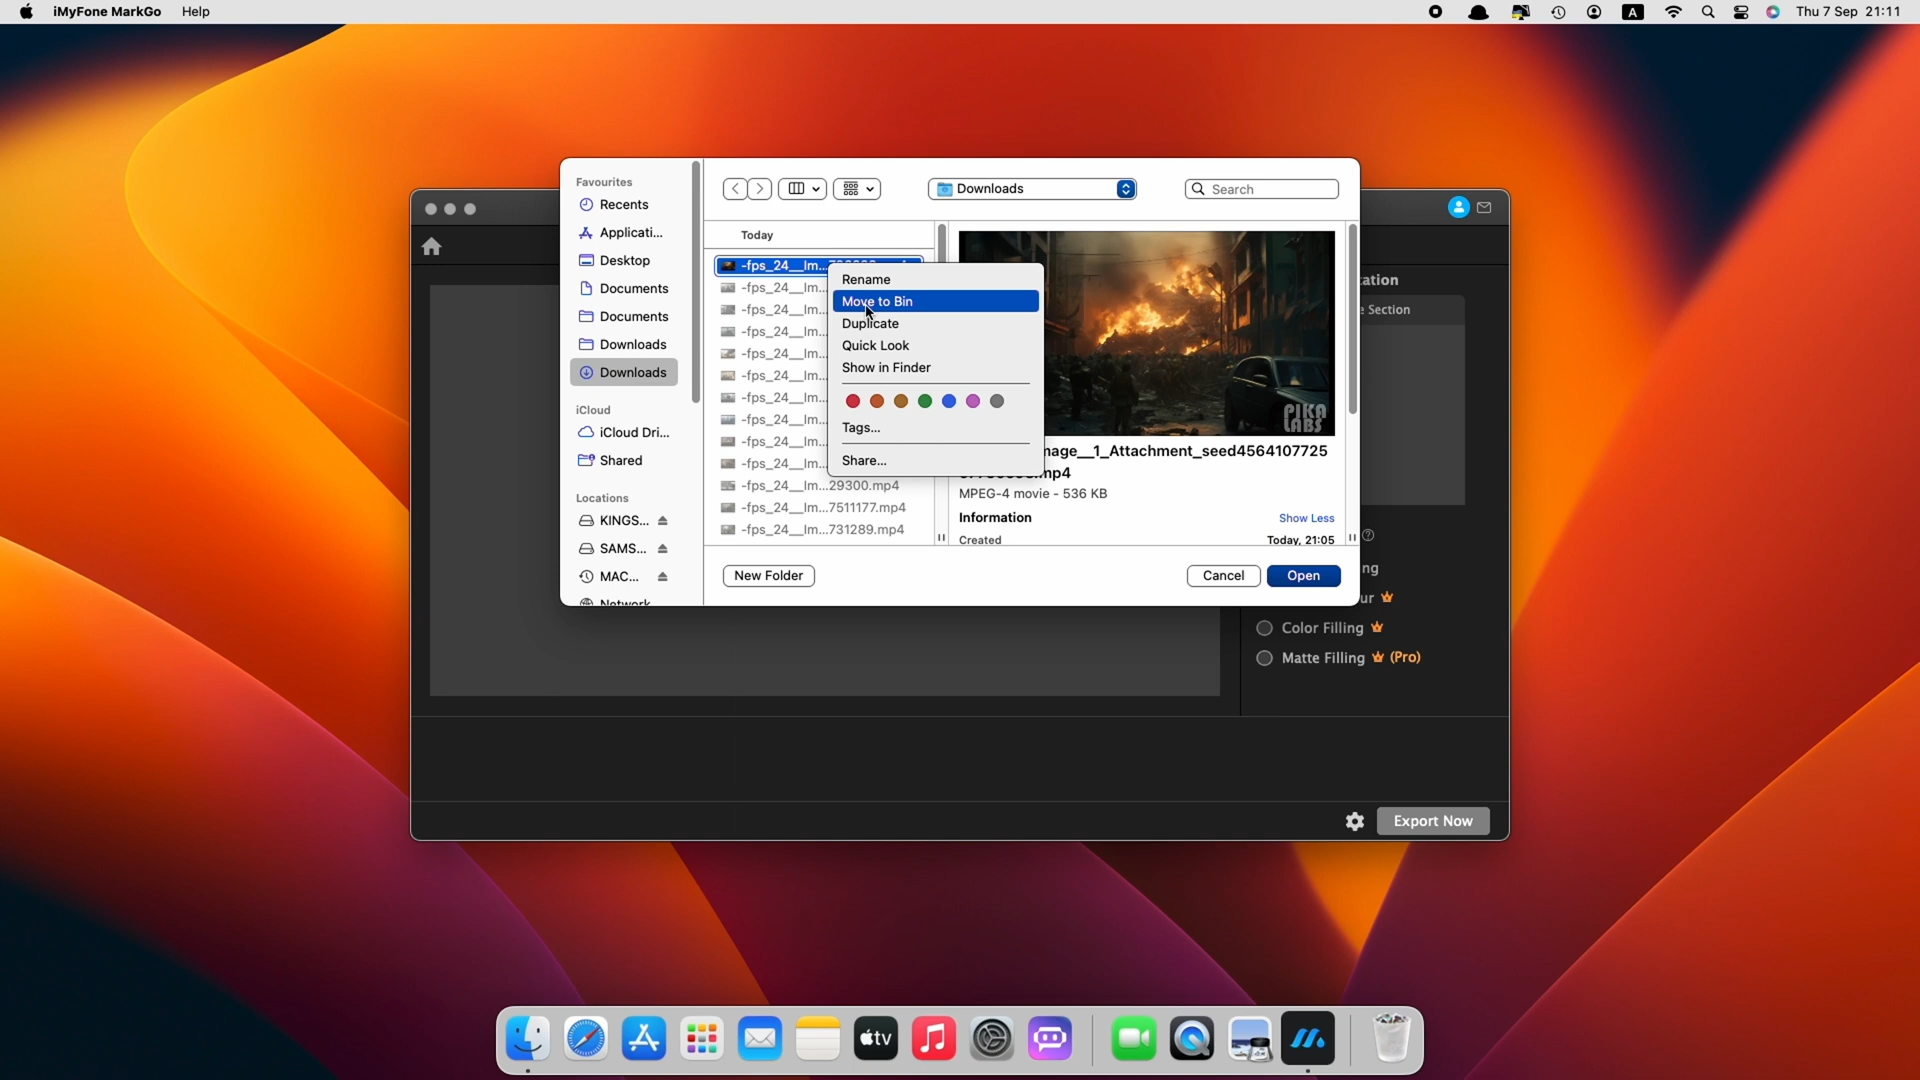 iMyFone MarkGo Help
A Thu 7 Sep 21:11
Favourites
Recents
Applicati...
Desktop
Documents
Documents
Downloads
Downloads
iCloud
iCloud Dri...
Shared
Locations
KINGS...
SAMS...
MAC...
Network
Downloads
Search
Today
-fps_24__Im...
-fps_24__Im...
-fps_24__Im...
-fps_24__Im...
-fps_24__Im...
-fps_24__Im...
-fps_24__Im...
-fps_24__Im...
-fps_24__Im...
-fps_24__Im...
-fps_24__Im...29300.mp4
-fps_24__Im...7511177.mp4
-fps_24__Im...731289.mp4
Rename
Move to Bin
Duplicate
Quick Look
Show in Finder
Tags...
Share...
PIKA
LABS
nage__1_Attachment_seed4564107725
.mp4
MPEG-4 movie - 536 KB
Information Show Less
Created Today, 21:05
New Folder
Cancel
Open
tation
e Section
ng
ur
Color Filling
Matte Filling (Pro)
Export Now
tv